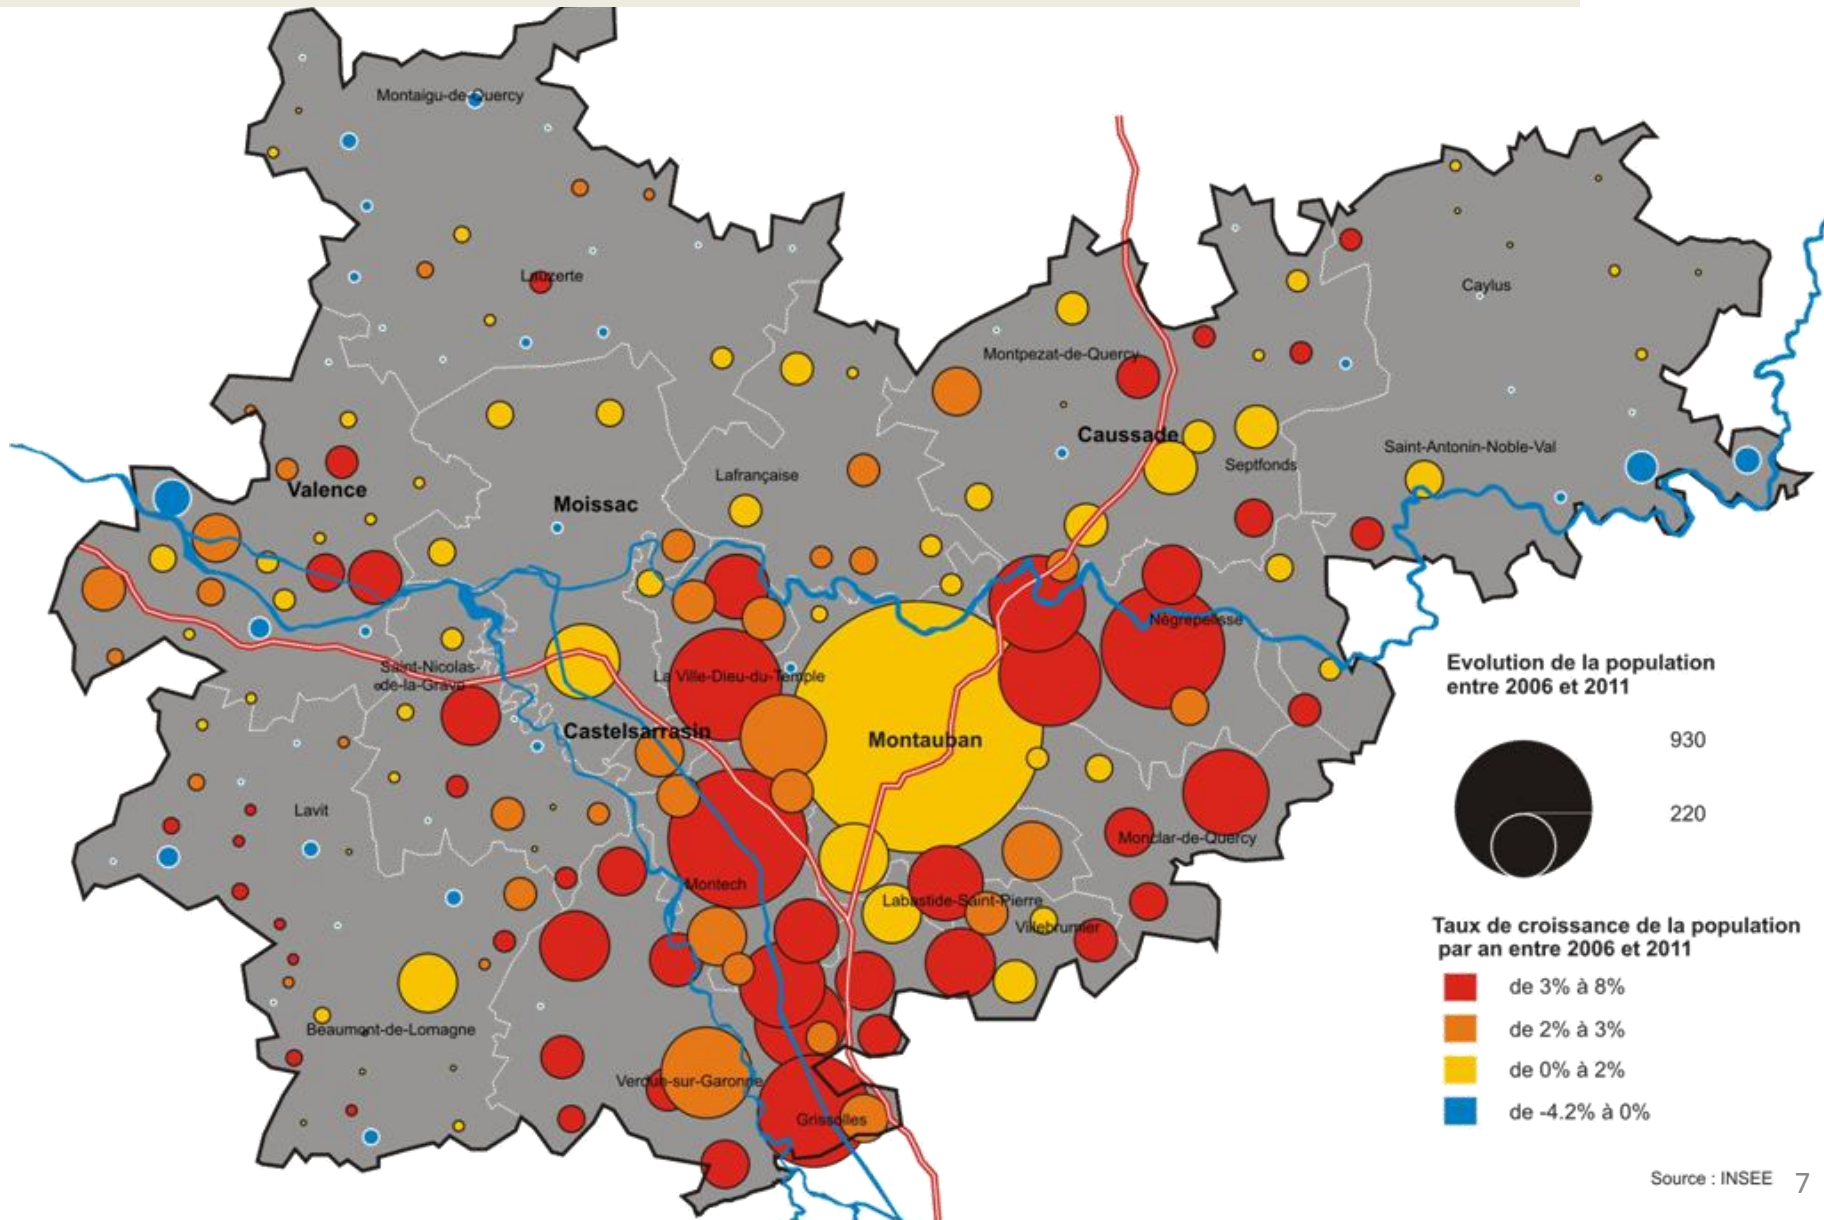 Montaigu-de-Quercy
Lauzerte
Caylus
Montpezat-de-Quercy
Caussade
Saint-Antonin-Noble-Val
Septfonds
Lafrançaise
Valence
Moissac
Nègrepelisse
Saint-Nicolas-
de-la-Grave
La Ville-Dieu-du-Temple
Castelsarrasin
Montauban
Lavit
Monclar-de-Quercy
Montech
Labastide-Saint-Pierre
Villebrumier
Beaumont-de-Lomagne
Verdun-sur-Garonne
Grissolles
Evolution de la population
entre 2006 et 2011
930
220
Taux de croissance de la population
par an entre 2006 et 2011
de 3% à 8%
de 2% à 3%
de 0% à 2%
de -4.2% à 0%
Source : INSEE 7